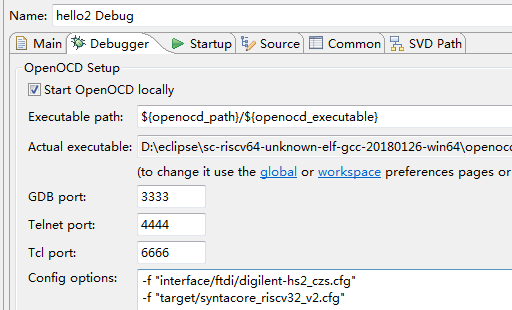 Name: hello2 Debug
Main Debugger Startup Source Common SVD Path
OpenOCD Setup
Start OpenOCD locally
Executable path: ${openocd_path}/${openocd_executable}
Actual executable: D:\eclipse\sc-riscv64-unknown-elf-gcc-20180126-win64\openocd
(to change it use the global or workspace preferences pages or
GDB port: 3333
Telnet port: 4444
Tcl port: 6666
Config options: -f "interface/ftdi/digilent-hs2_czs.cfg"
-f "target/syntacore_riscv32_v2.cfg"